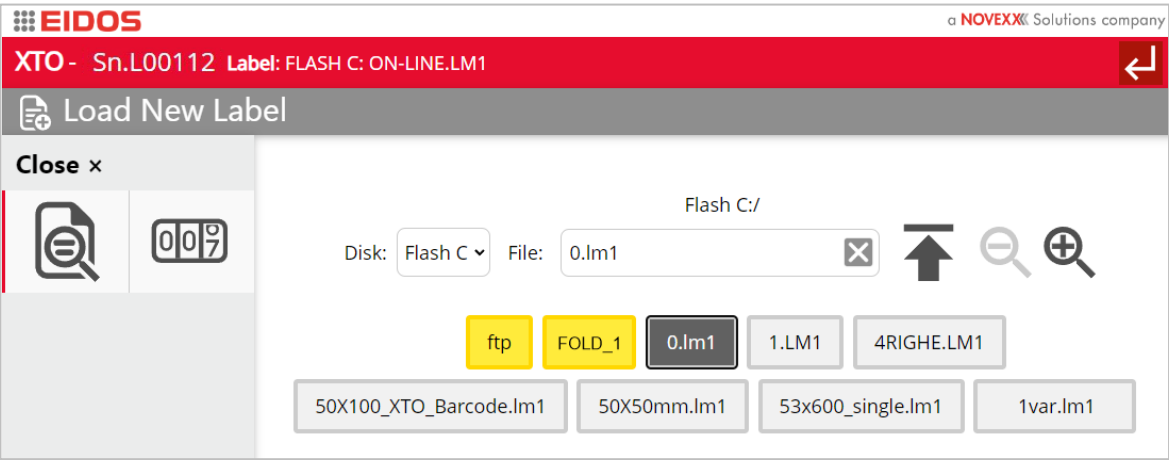 EIDOS
a NOVEXX Solutions company
XTO - Sn.L00112 Label: FLASH C: ON-LINE.LM1
Load New Label
Close ×
007
Flash C:/
Disk: Flash C File: 0.lm1
ftp FOLD_1 0.lm1 1.LM1 4RIGHE.LM1
50X100_XTO_Barcode.lm1 50X50mm.lm1 53x600_single.lm1 1var.lm1